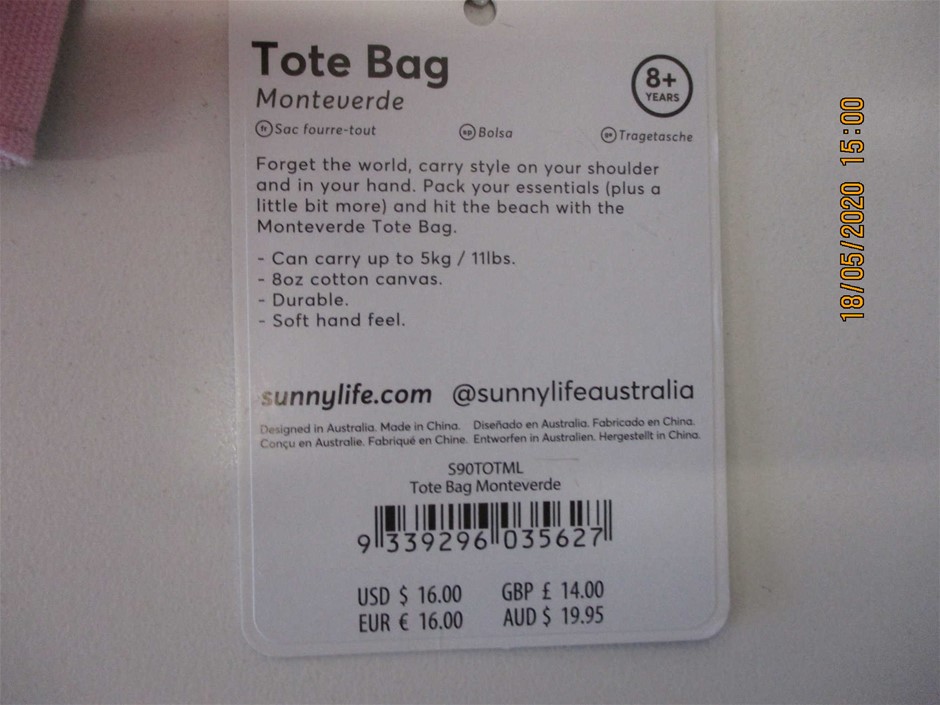 Tote Bag
Monteverde
8+
YEARS
fr Sac fourre-tout
sp Bolsa
ge Tragetasche
Forget the world, carry style on your shoulder
and in your hand. Pack your essentials (plus a
little bit more) and hit the beach with the
Monteverde Tote Bag.
- Can carry up to 5kg / 11lbs.
- 8oz cotton canvas.
- Durable.
- Soft hand feel.
sunnylife.com @sunnylifeaustralia
Designed in Australia. Made in China. Diseñado en Australia. Fabricado en China.
Conçu en Australie. Fabriqué en Chine. Entworfen in Australien. Hergestellt in China.
S90TOTML
Tote Bag Monteverde
9 339296 035627
USD $ 16.00 GBP £ 14.00
EUR € 16.00 AUD $ 19.95
18/05/2020 15:00